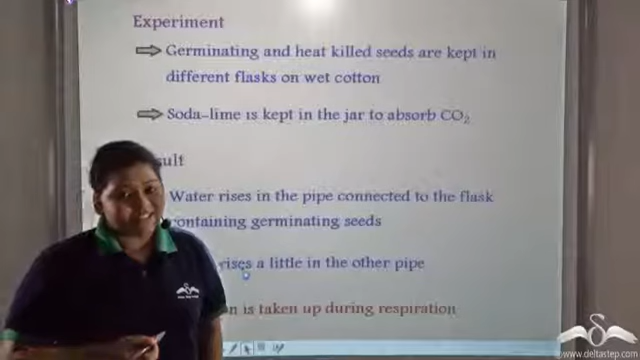 Experiment
Germinating and heat killed seeds are kept in
different flasks on wet cotton
Soda-lime is kept in the jar to absorb CO₂
sult
Water rises in the pipe connected to the flask
containing germinating seeds
rises a little in the other pipe
n is taken up during respiration
www.deltastep.com